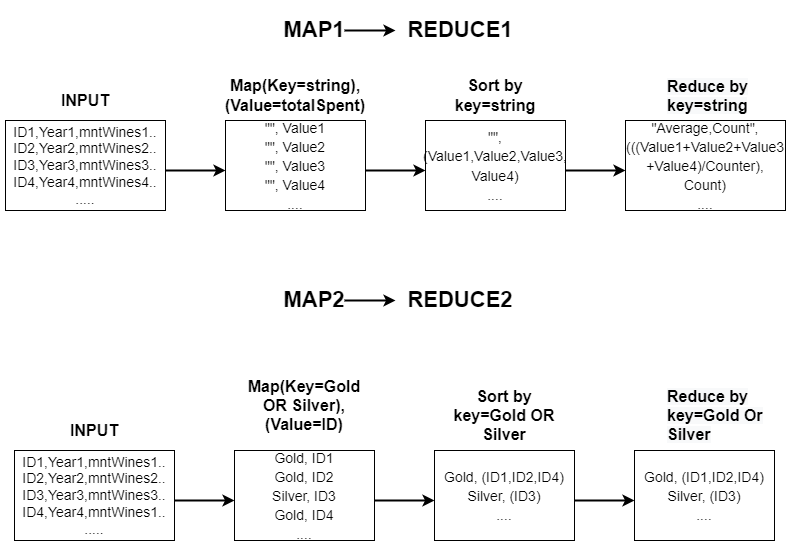 MAP1 REDUCE1
INPUT
Map(Key=string),
(Value=totalSpent)
Sort by
key=string
Reduce by
key=string
ID1,Year1,mntWines1..
ID2,Year2,mntWines2..
ID3,Year3,mntWines3..
ID4,Year4,mntWines4..
.....
"", Value1
"", Value2
"", Value3
"", Value4
....
"",
(Value1,Value2,Value3,
Value4)
....
"Average,Count",
(((Value1+Value2+Value3
+Value4)/Counter),
Count)
....
MAP2 REDUCE2
INPUT
Map(Key=Gold
OR Silver),
(Value=ID)
Sort by
key=Gold OR
Silver
Reduce by
key=Gold Or
Silver
ID1,Year1,mntWines1..
ID2,Year2,mntWines2..
ID3,Year3,mntWines3..
ID4,Year4,mntWines1..
.....
Gold, ID1
Gold, ID2
Silver, ID3
Gold, ID4
....
Gold, (ID1,ID2,ID4)
Silver, (ID3)
....
Gold, (ID1,ID2,ID4)
Silver, (ID3)
....